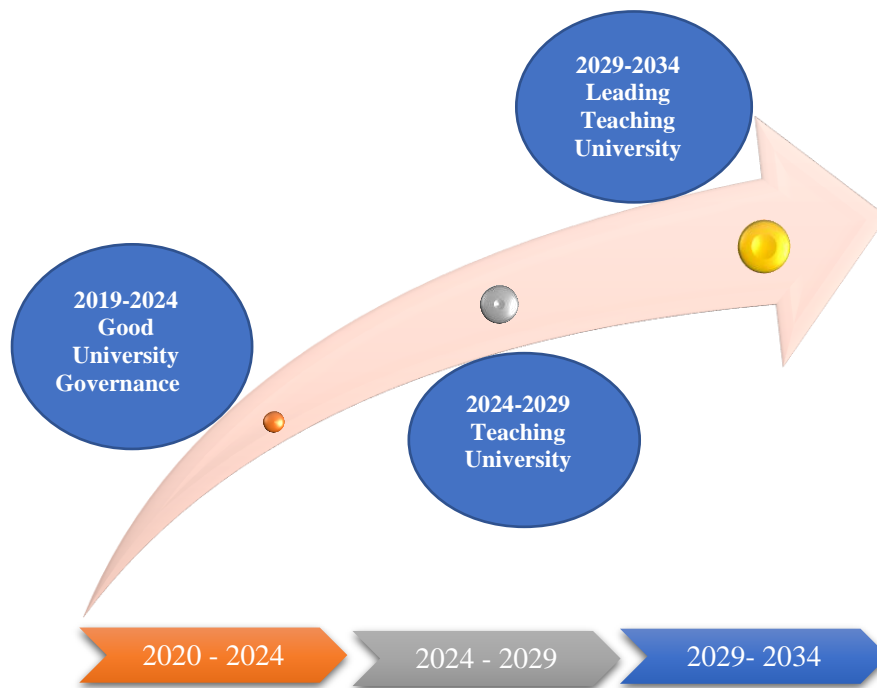 2029-2034
Leading
Teaching
University
2019-2024
Good
University
Governance
2024-2029
Teaching
University
2020 - 2024
2024 - 2029
2029- 2034